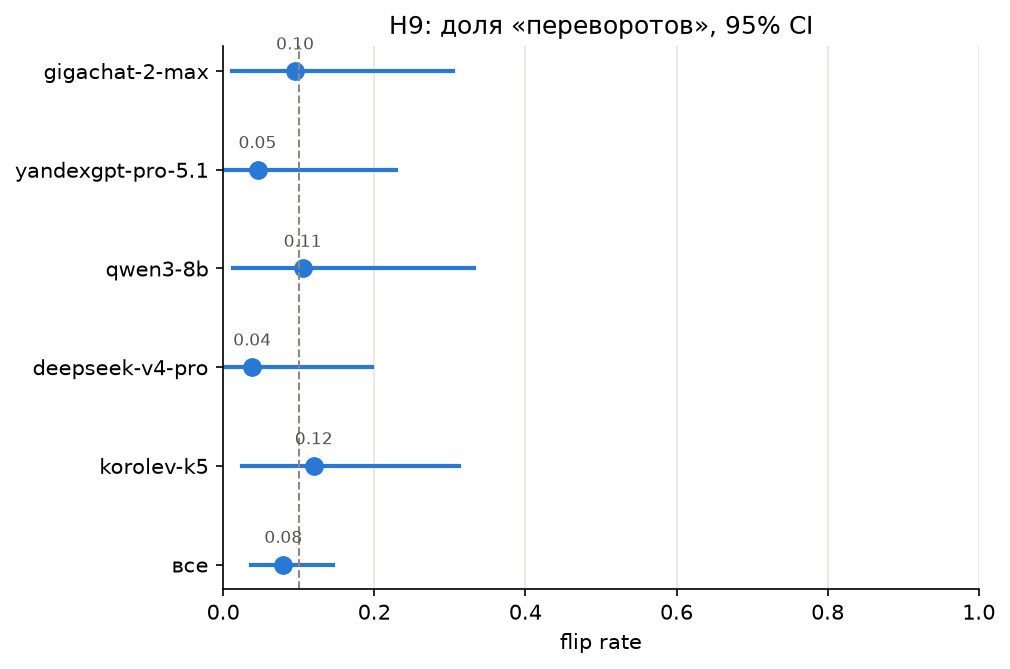 H9: доля «переворотов», 95% CI
0.10
gigachat-2-max
0.05
yandexgpt-pro-5.1
0.11
qwen3-8b
0.04
deepseek-v4-pro
0.12
korolev-k5
0.08
все
0.0 0.2 0.4 0.6 0.8 1.0
flip rate